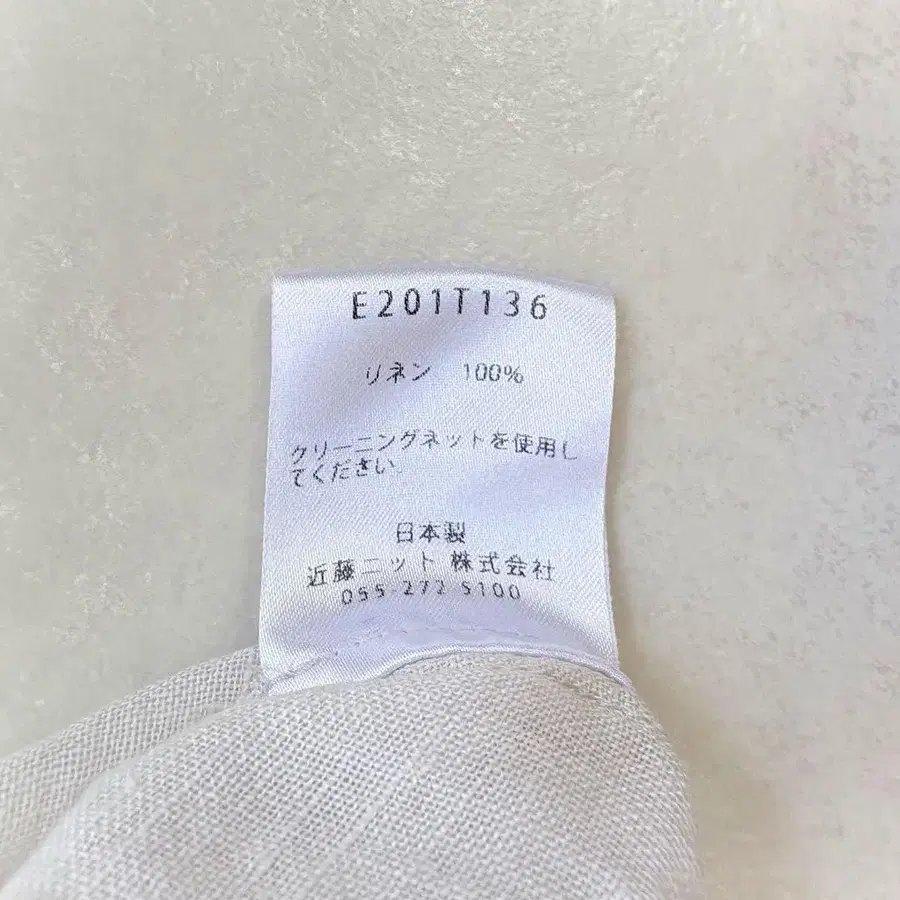 E201T136
リネン 100%
クリーニングネットを使用し
てください。
日本製
近藤ニット 株式会社
055-272 5100